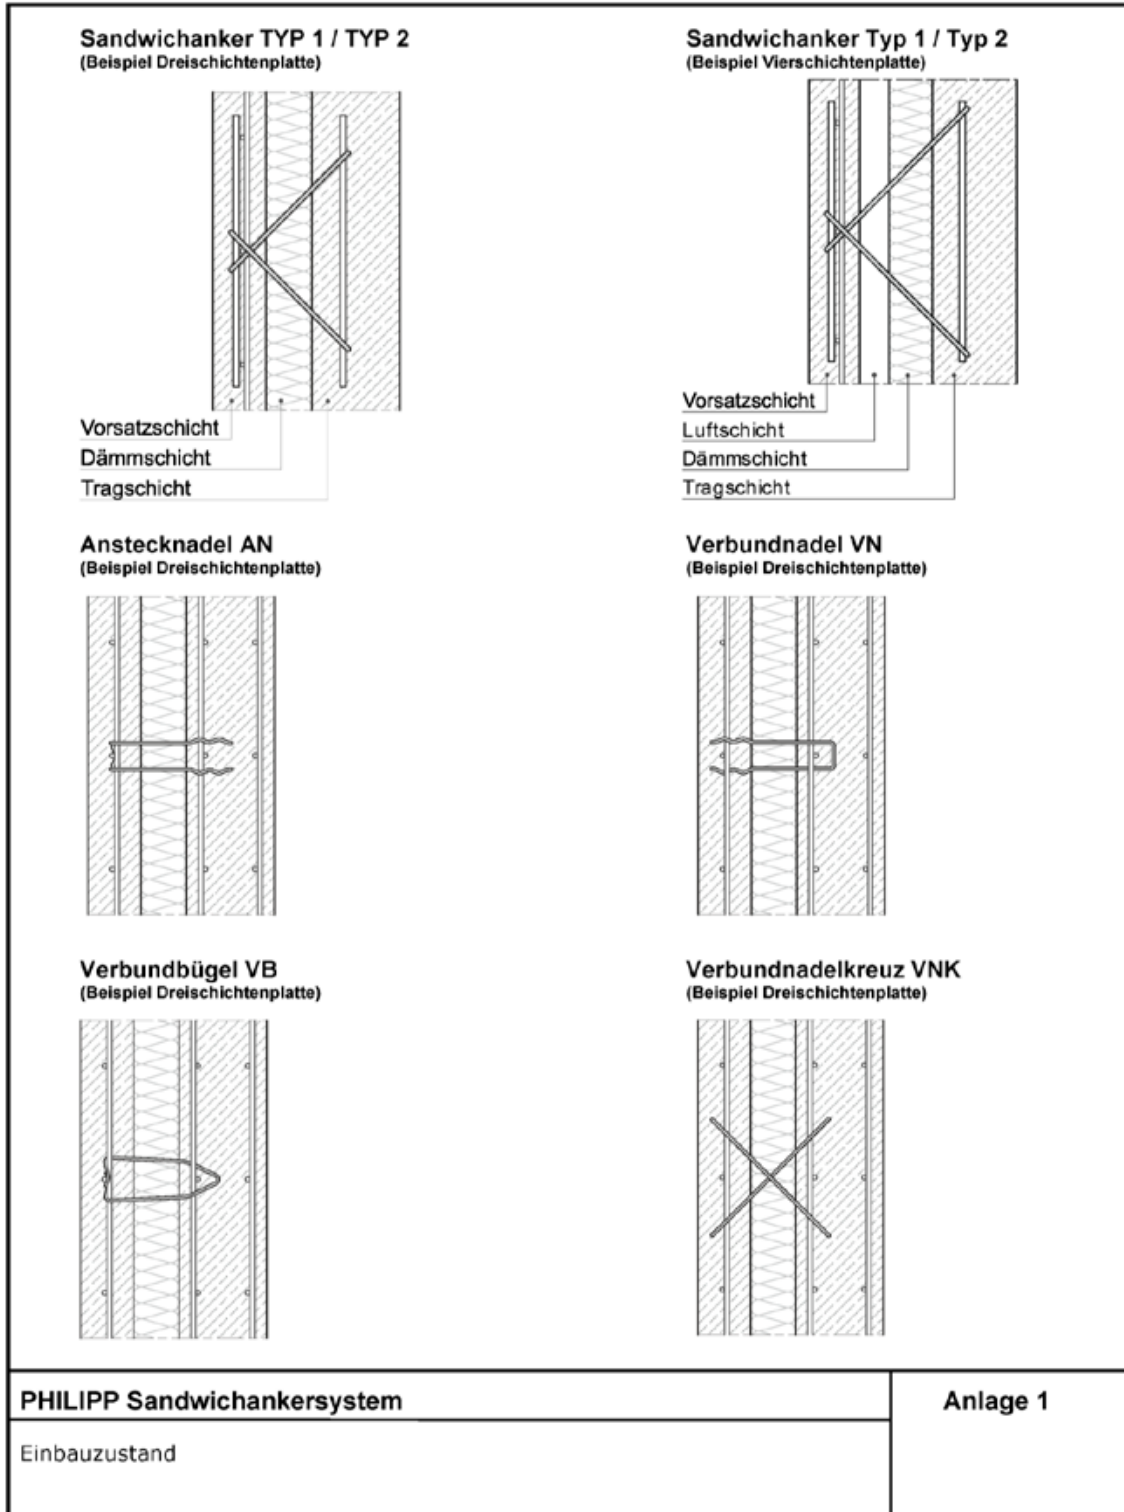 Sandwichanker TYP 1 / TYP 2
(Beispiel Dreischichtenplatte)
Vorsatzschicht
Dämmschicht
Tragschicht
Sandwichanker Typ 1 / Typ 2
(Beispiel Vierschichtenplatte)
Vorsatzschicht
Luftschicht
Dämmschicht
Tragschicht
Anstecknadel AN
(Beispiel Dreischichtenplatte)
Verbundnadel VN
(Beispiel Dreischichtenplatte)
Verbundbügel VB
(Beispiel Dreischichtenplatte)
Verbundnadelkreuz VNK
(Beispiel Dreischichtenplatte)
PHILIPP Sandwichankersystem
Einbauzustand
Anlage 1